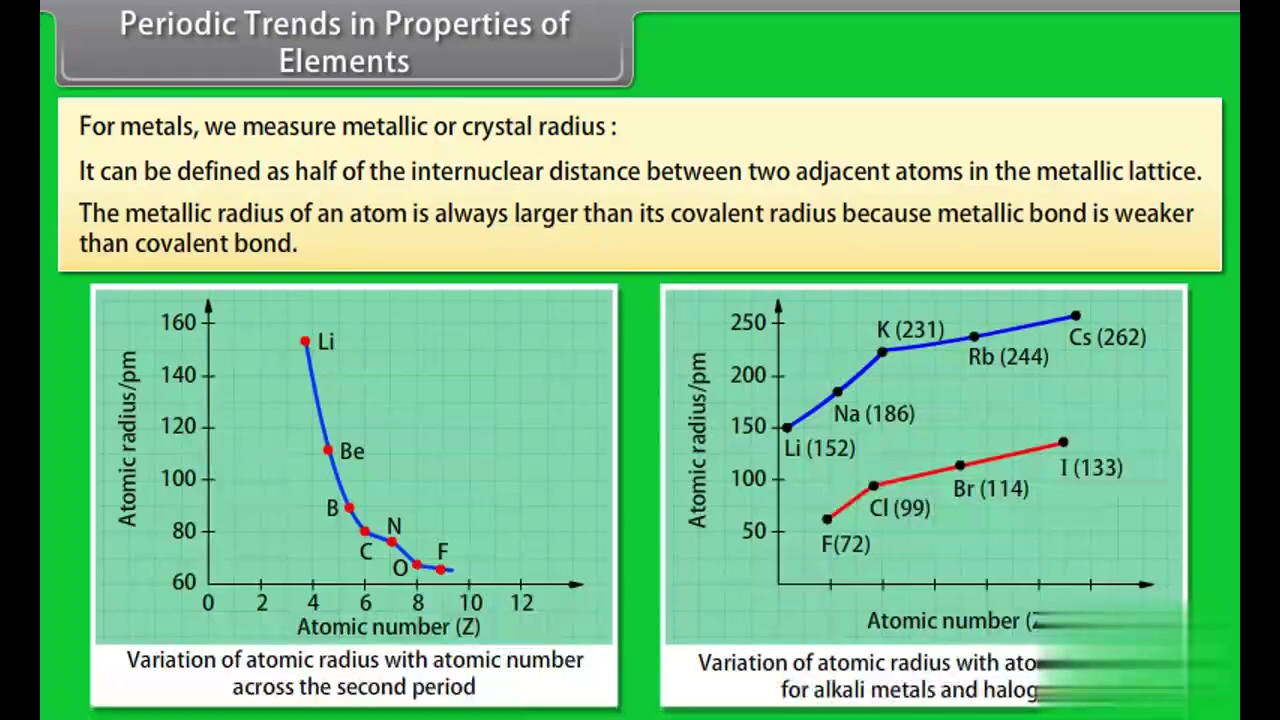 Periodic Trends in Properties of
Elements
For metals, we measure metallic or crystal radius :
It can be defined as half of the internuclear distance between two adjacent atoms in the metallic lattice.
The metallic radius of an atom is always larger than its covalent radius because metallic bond is weaker
than covalent bond.
160
140
120
100
80
60
Atomic radius/pm
Li
Be
B
C
N
O
F
0 2 4 6 8 10 12
Atomic number (Z)
Variation of atomic radius with atomic number
across the second period
250
200
150
100
50
Atomic radius/pm
K (231)
Cs (262)
Rb (244)
Na (186)
Li (152)
I (133)
Br (114)
Cl (99)
F(72)
Atomic number
Variation of atomic radius with
for alkali metals and